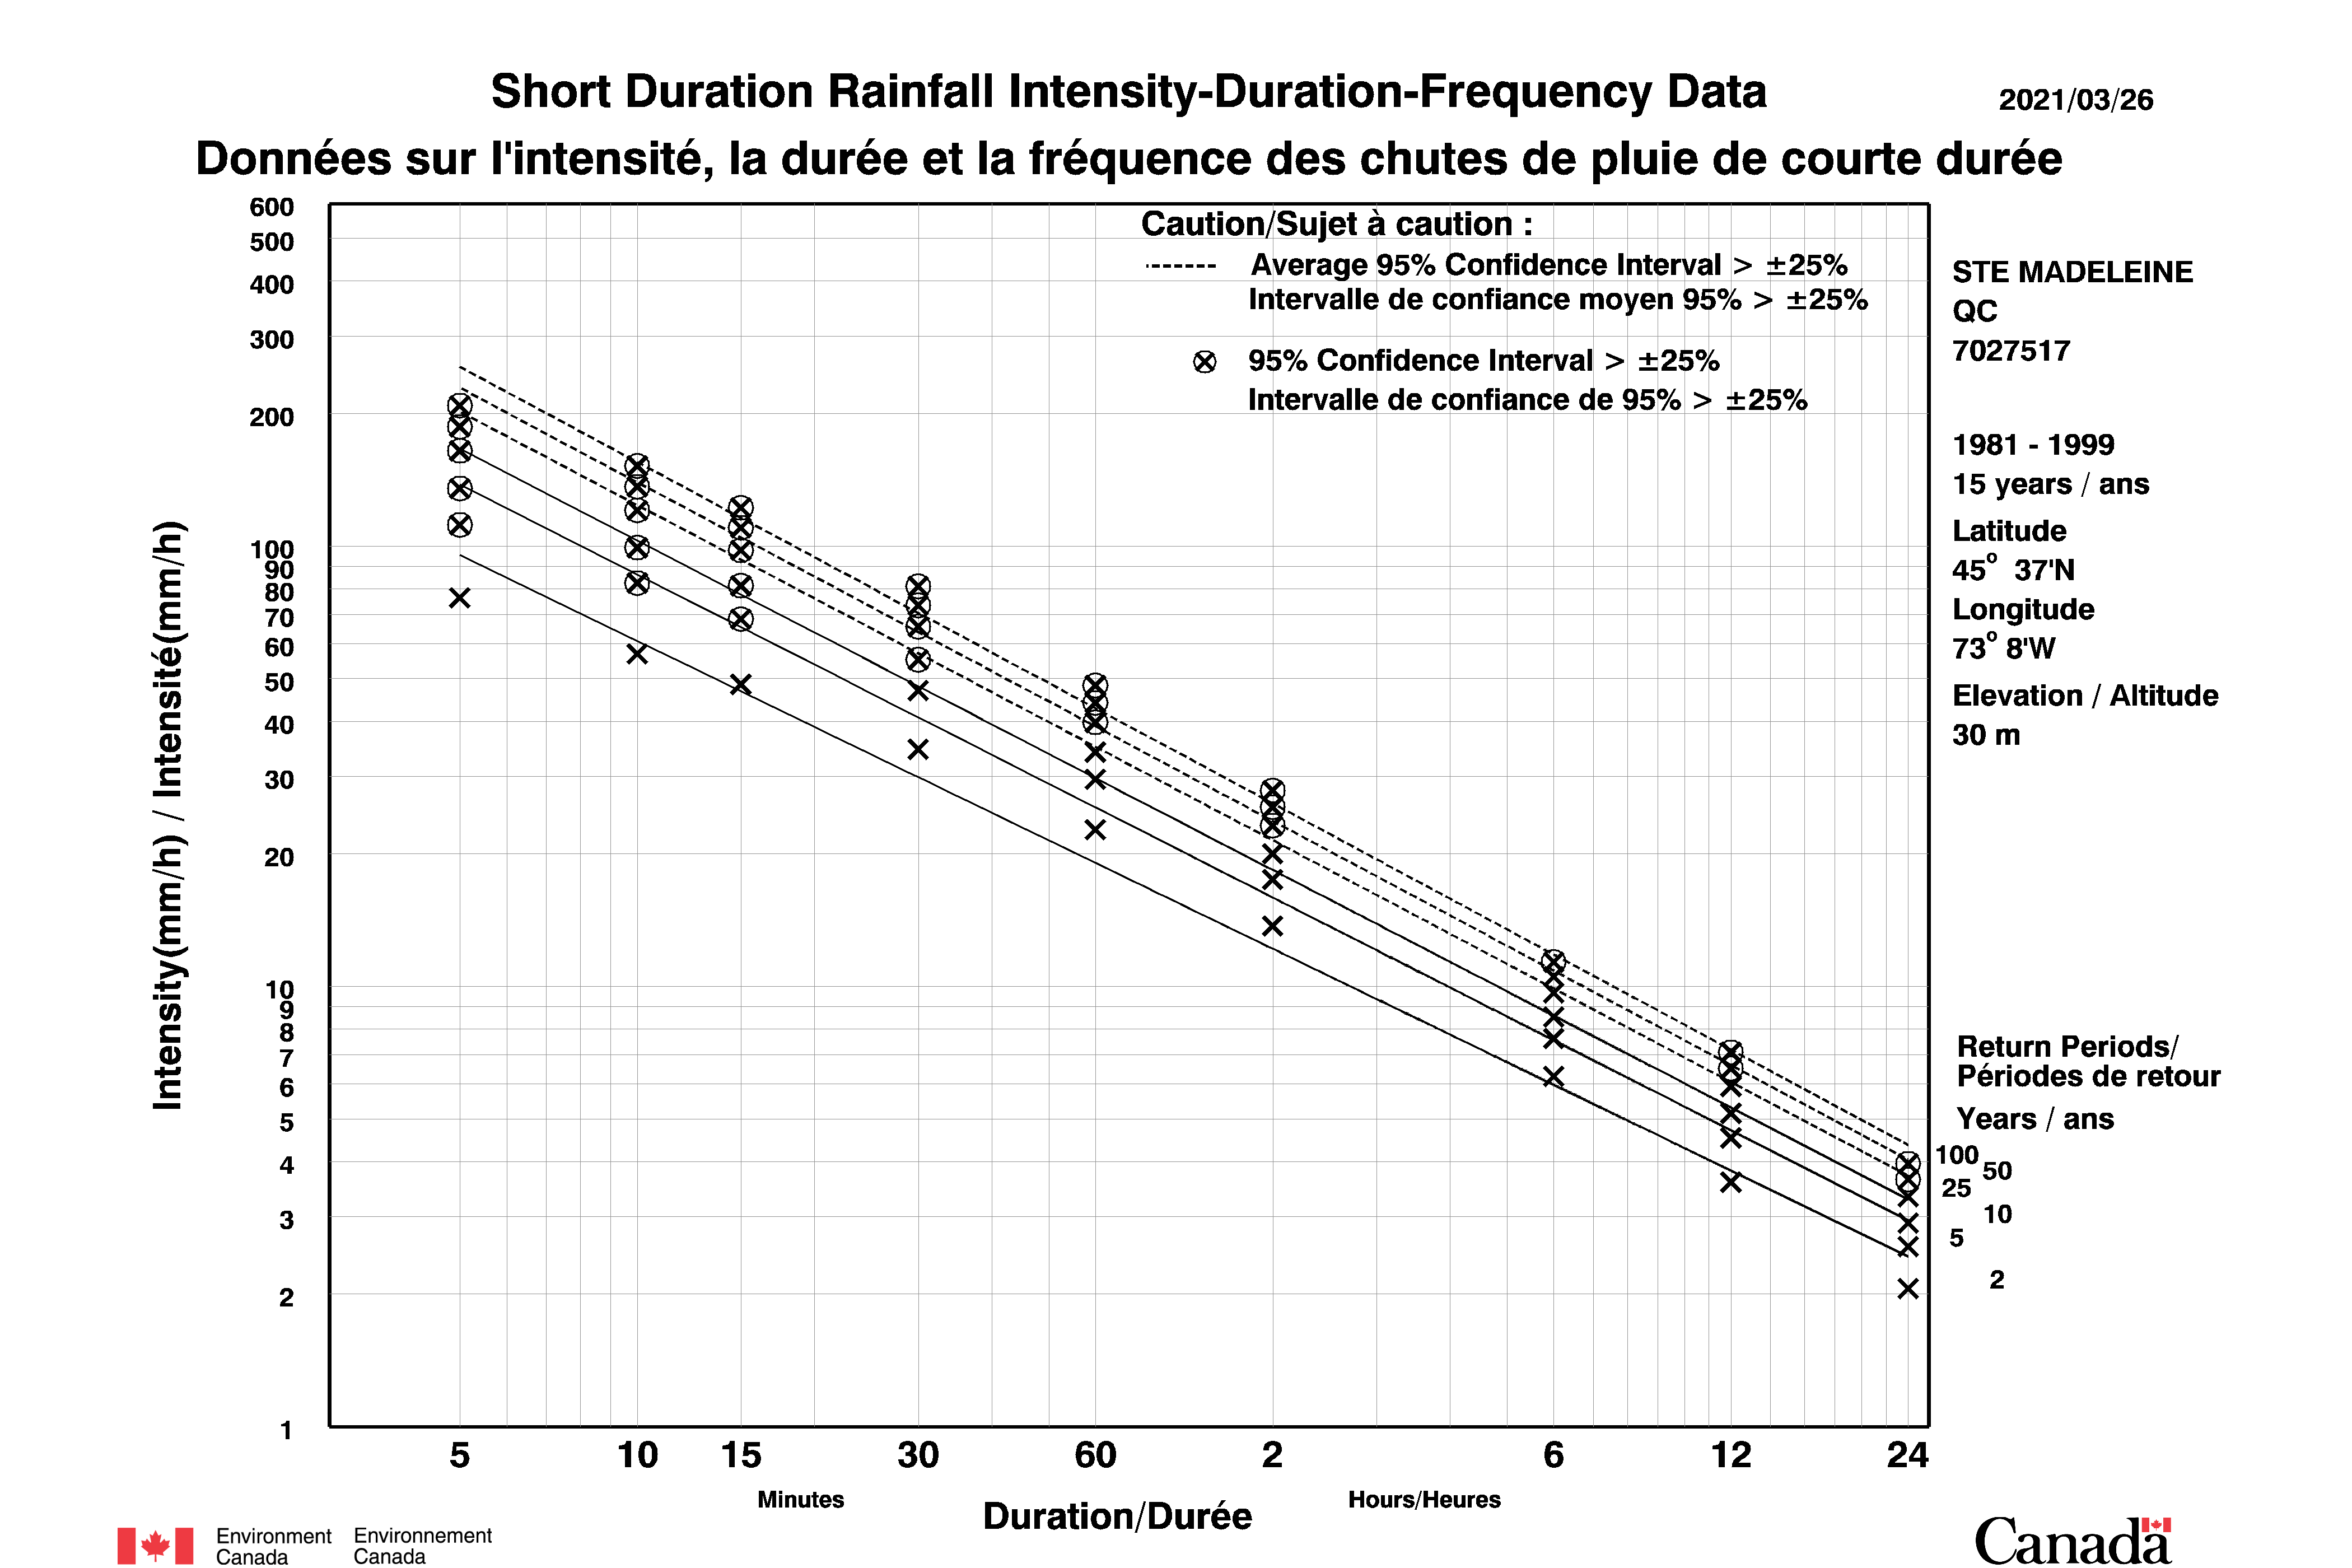 Short Duration Rainfall Intensity-Duration-Frequency Data
2021/03/26
Données sur l'intensité, la durée et la fréquence des chutes de pluie de courte durée
Caution/Sujet à caution :
Average 95% Confidence Interval > ±25%
Intervalle de confiance moyen 95% > ±25%
95% Confidence Interval > ±25%
Intervalle de confiance de 95% > ±25%
STE MADELEINE
QC
7027517
1981 - 1999
15 years / ans
Latitude
45° 37'N
Longitude
73° 8'W
Elevation / Altitude
30 m
Return Periods/
Périodes de retour
Years / ans
100
50
25
10
5
2
Intensity(mm/h) / Intensité(mm/h)
600
500
400
300
200
100
90
80
70
60
50
40
30
20
10
9
8
7
6
5
4
3
2
1
5 10 15 30 60 2 6 12 24
Minutes
Hours/Heures
Duration/Durée
Environment Environnement
Canada Canada
Canada